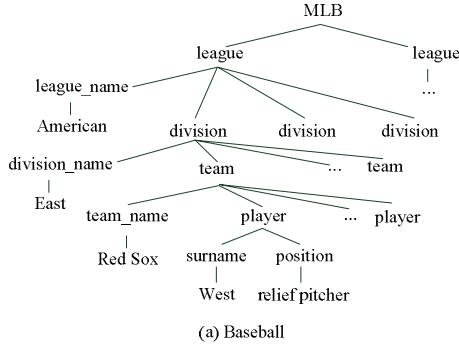 MLB
league league
league_name ...
American division division division
division_name team ... team
East team_name player ... player
Red Sox surname position
West relief pitcher
(a) Baseball